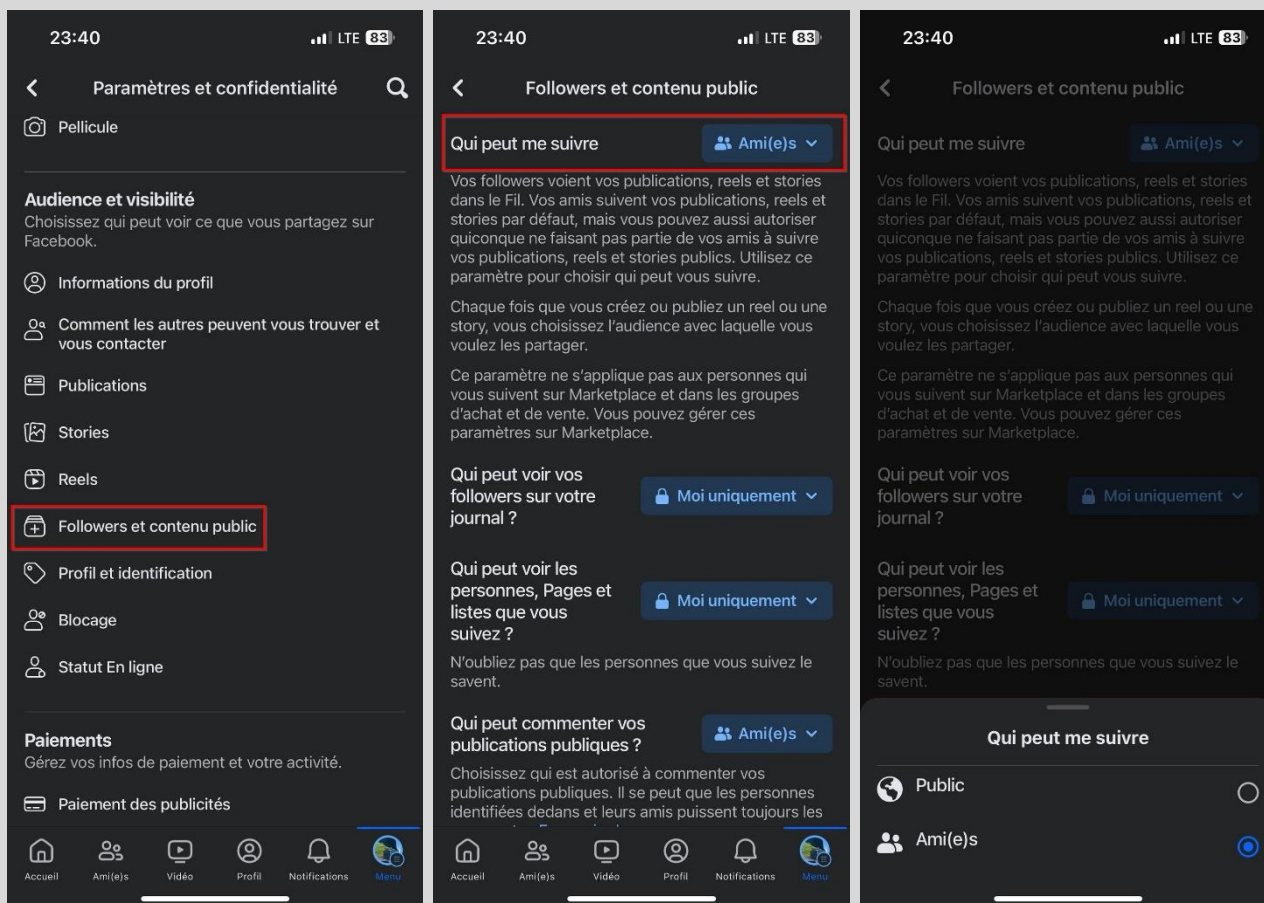 23:40
LTE 83
Paramètres et confidentialité
Pellicule
Audience et visibilité
Choisissez qui peut voir ce que vous partagez sur
Facebook.
Informations du profil
Comment les autres peuvent vous trouver et
vous contacter
Publications
Stories
Reels
Followers et contenu public
Profil et identification
Blocage
Statut En ligne
Paiements
Gérez vos infos de paiement et votre activité.
Paiement des publicités
Accueil
Ami(e)s
Vidéo
Profil
Notifications
Menu
23:40
LTE 83
Followers et contenu public
Qui peut me suivre
Ami(e)s
Vos followers voient vos publications, reels et stories
dans le Fil. Vos amis suivent vos publications, reels et
stories par défaut, mais vous pouvez aussi autoriser
quiconque ne faisant pas partie de vos amis à suivre
vos publications, reels et stories publics. Utilisez ce
paramètre pour choisir qui peut vous suivre.
Chaque fois que vous créez ou publiez un reel ou une
story, vous choisissez l’audience avec laquelle vous
voulez les partager.
Ce paramètre ne s’applique pas aux personnes qui
vous suivent sur Marketplace et dans les groupes
d’achat et de vente. Vous pouvez gérer ces
paramètres sur Marketplace.
Qui peut voir vos
followers sur votre
journal ?
Moi uniquement
Qui peut voir les
personnes, Pages et
listes que vous
suivez ?
Moi uniquement
N’oubliez pas que les personnes que vous suivez le
savent.
Qui peut commenter vos
publications publiques ?
Ami(e)s
Choisissez qui est autorisé à commenter vos
publications publiques. Il se peut que les personnes
identifiées dedans et leurs amis puissent toujours les
Accueil
Ami(e)s
Vidéo
Profil
Notifications
Menu
23:40
LTE 83
Followers et contenu public
Qui peut me suivre
Ami(e)s
Vos followers voient vos publications, reels et stories
dans le Fil. Vos amis suivent vos publications, reels et
stories par défaut, mais vous pouvez aussi autoriser
quiconque ne faisant pas partie de vos amis à suivre
vos publications, reels et stories publics. Utilisez ce
paramètre pour choisir qui peut vous suivre.
Chaque fois que vous créez ou publiez un reel ou une
story, vous choisissez l’audience avec laquelle vous
voulez les partager.
Ce paramètre ne s’applique pas aux personnes qui
vous suivent sur Marketplace et dans les groupes
d’achat et de vente. Vous pouvez gérer ces
paramètres sur Marketplace.
Qui peut voir vos
followers sur votre
journal ?
Moi uniquement
Qui peut voir les
personnes, Pages et
listes que vous
suivez ?
Moi uniquement
N’oubliez pas que les personnes que vous suivez le
savent.
Qui peut me suivre
Public
Ami(e)s